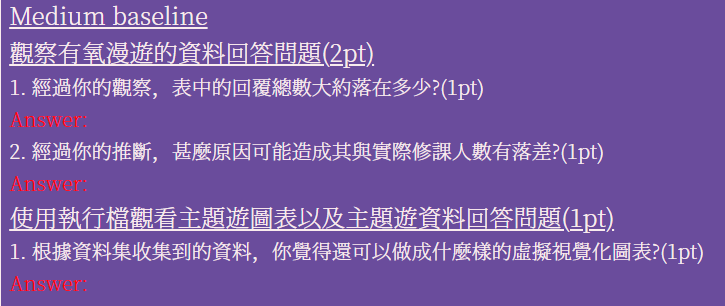 Medium baseline
觀察有氧漫遊的資料回答問題(2pt)
1. 經過你的觀察，表中的回覆總數大約落在多少?(1pt)
Answer:
2. 經過你的推斷，甚麼原因可能造成其與實際修課人數有落差?(1pt)
Answer:
使用執行檔觀看主題遊圖表以及主題遊資料回答問題(1pt)
1. 根據資料集收集到的資料，你覺得還可以做成什麼樣的虛擬視覺化圖表?(1pt)
Answer: